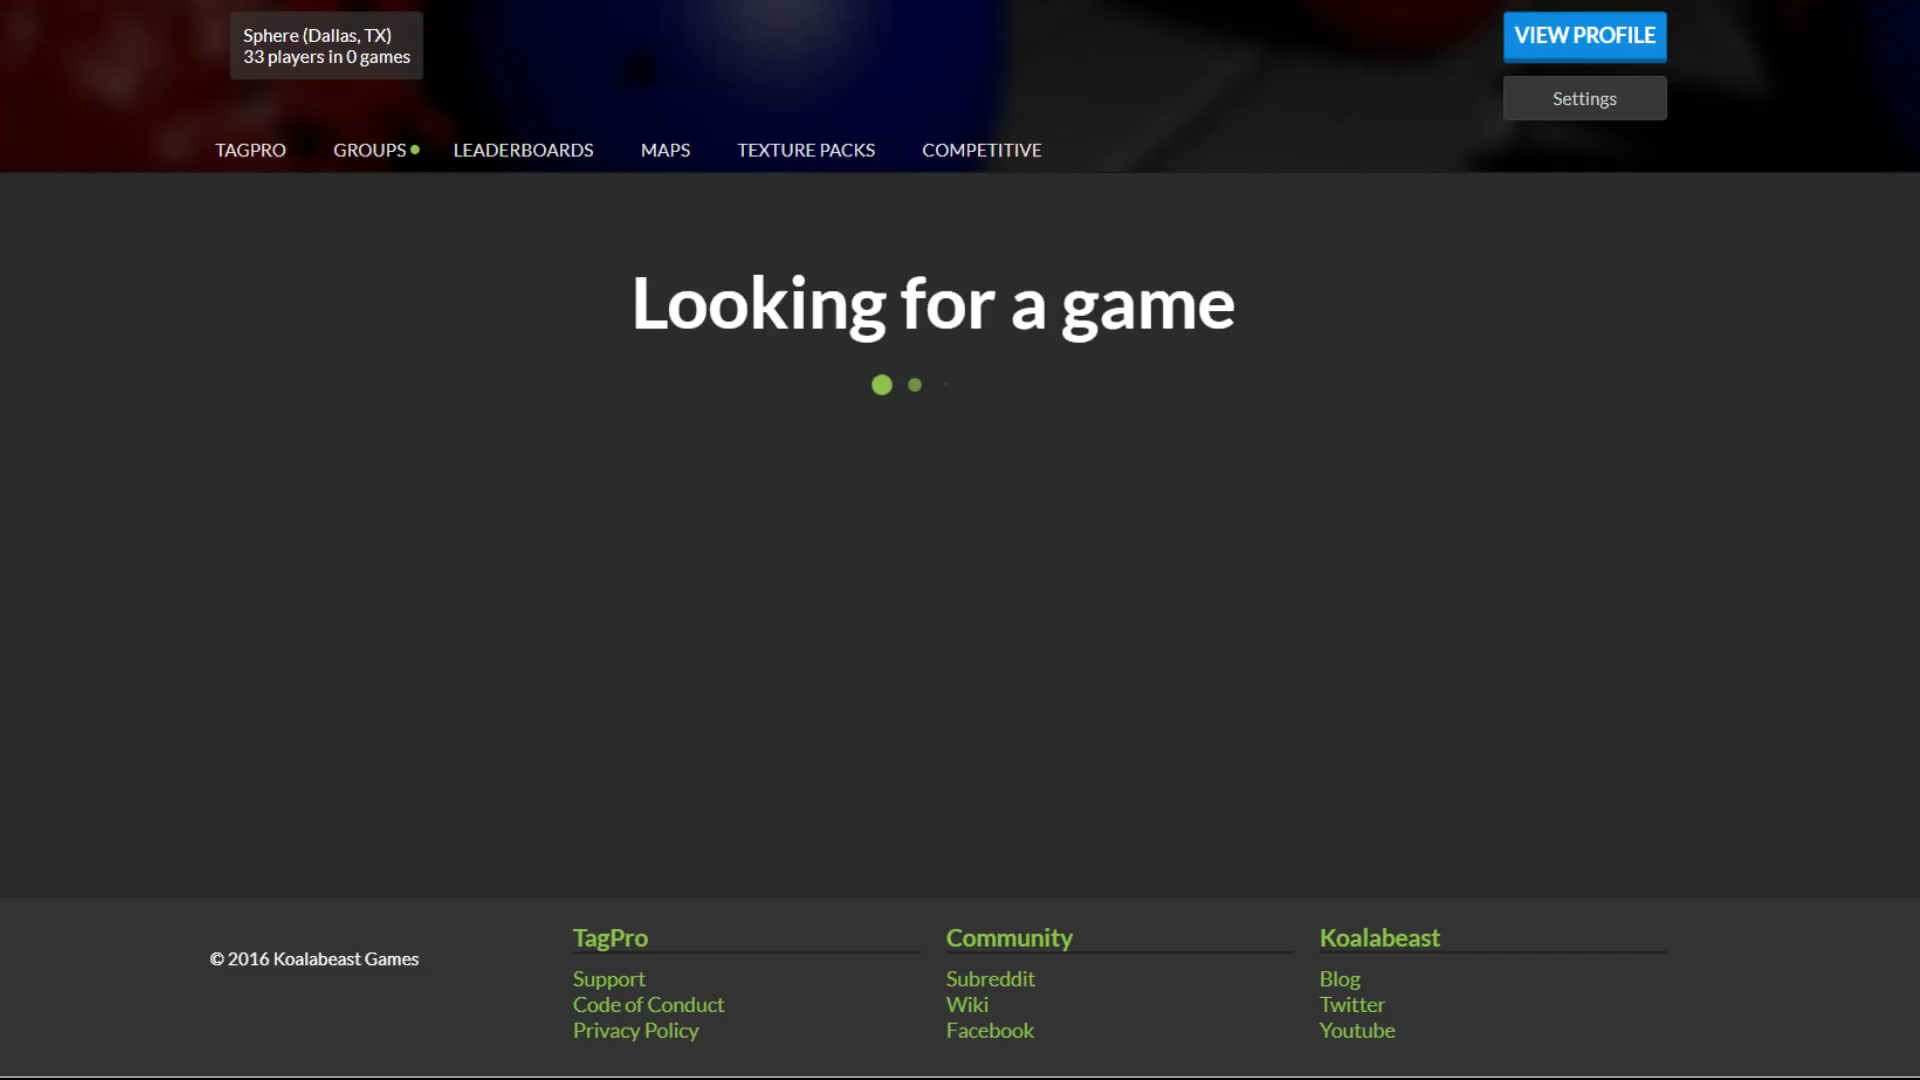 Sphere (Dallas, TX)
33 players in 0 games
VIEW PROFILE
Settings
TAGPRO GROUPS LEADERBOARDS MAPS TEXTURE PACKS COMPETITIVE
Looking for a game
© 2016 Koalabeast Games
TagPro
Support
Code of Conduct
Privacy Policy
Community
Subreddit
Wiki
Facebook
Koalabeast
Blog
Twitter
Youtube